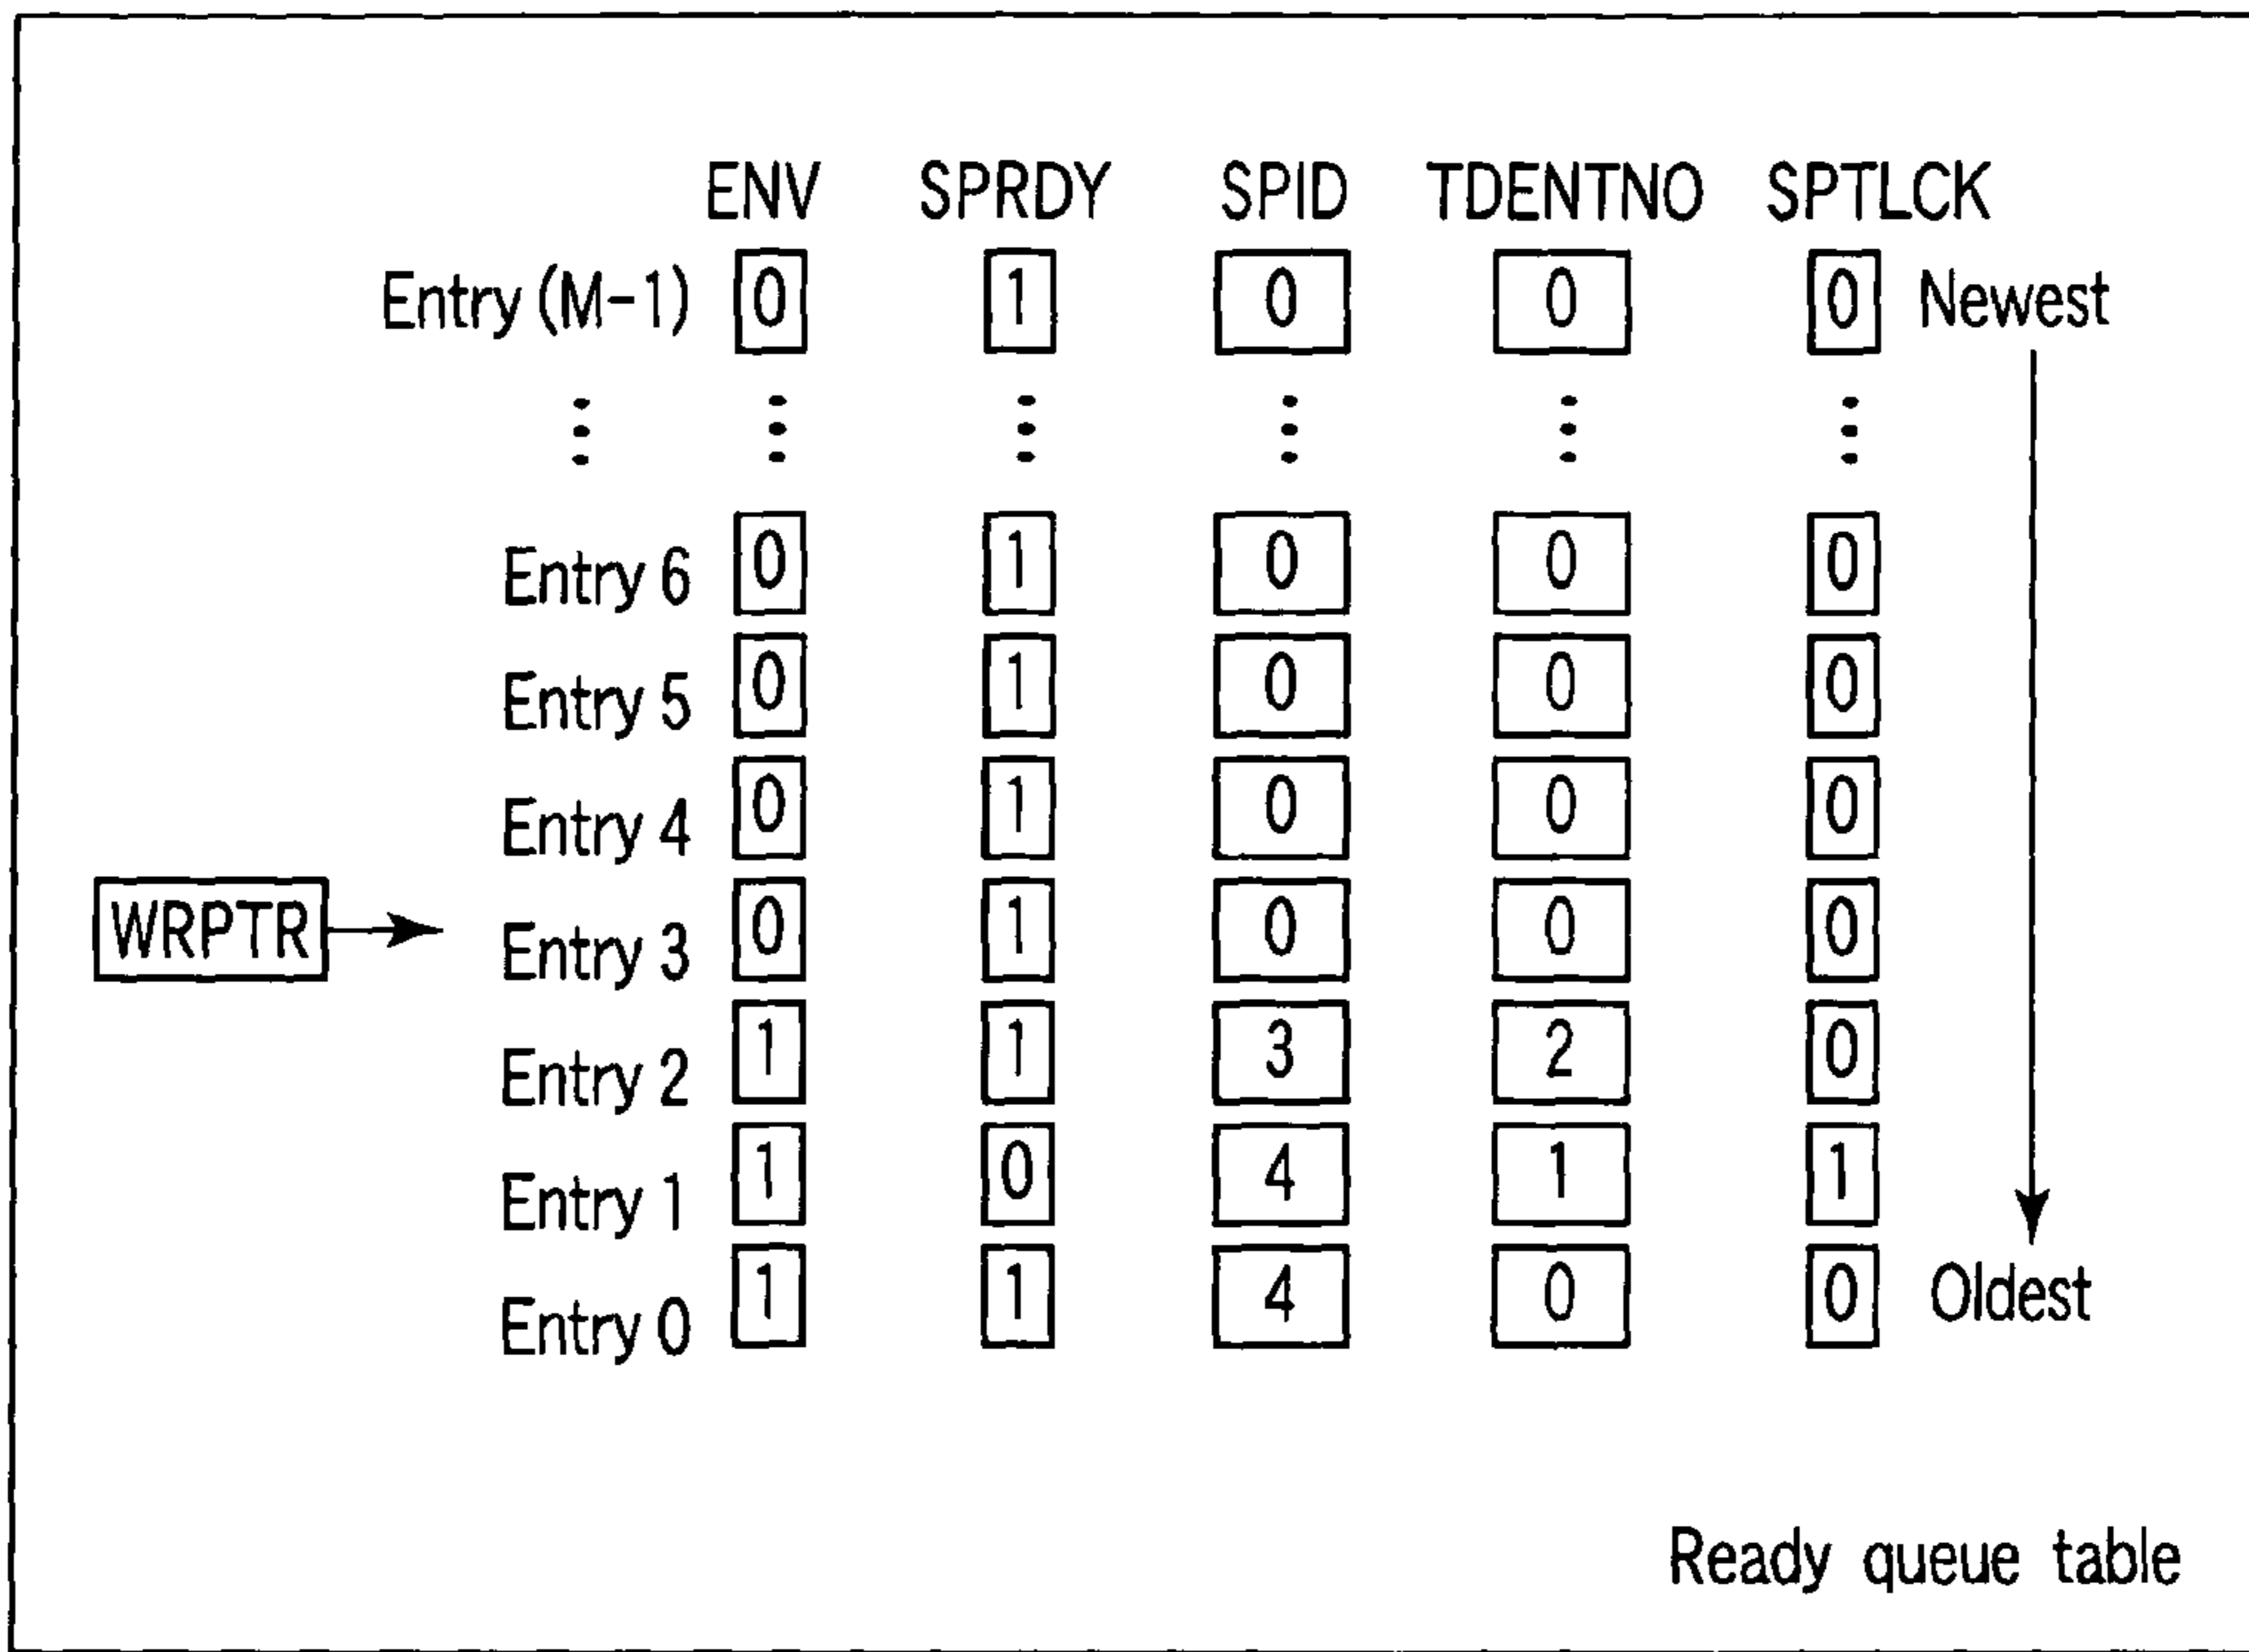 ENV SPRDY SPID TDENTNO SPTLCK
Entry (M-1) 0 1 0 0 0 Newest
Entry 6 0 1 0 0 0
Entry 5 0 1 0 0 0
Entry 4 0 1 0 0 0
WRPTR Entry 3 0 1 0 0 0
Entry 2 1 1 3 2 0
Entry 1 1 0 4 1 1
Entry 0 1 1 4 0 0 Oldest
Ready queue table